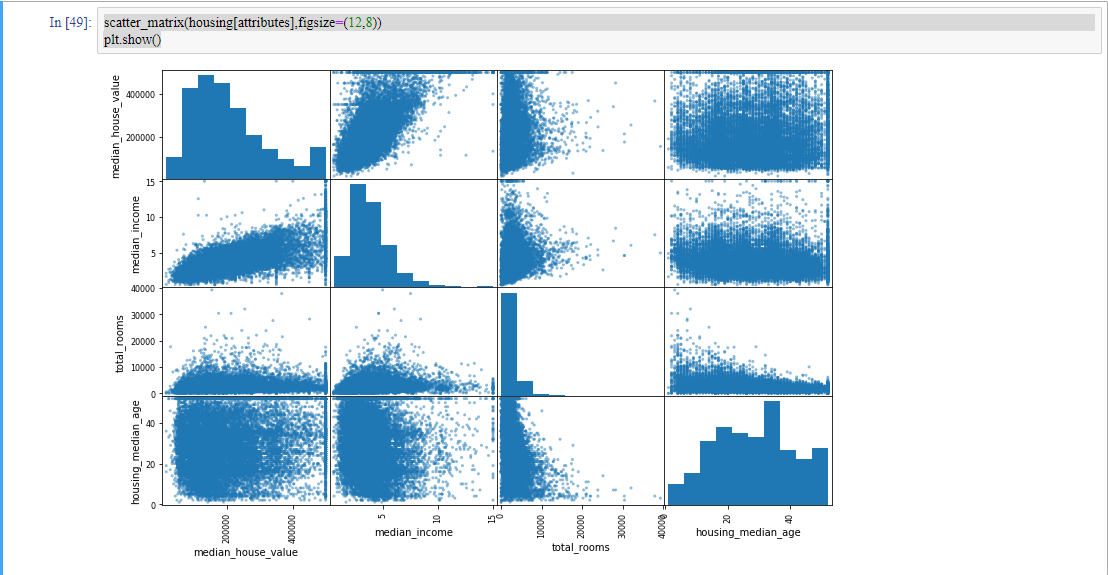 In [49]: scatter_matrix(housing[attributes],figsize=(12,8))
plt.show()
median_house_value
400000
200000
median_income
15
10
5
total_rooms
40000
30000
20000
10000
0
housing_median_age
40
20
0
200000 400000
median_house_value
5 10 15
median_income
0 10000 20000 30000 40000
total_rooms
0 20 40
housing_median_age